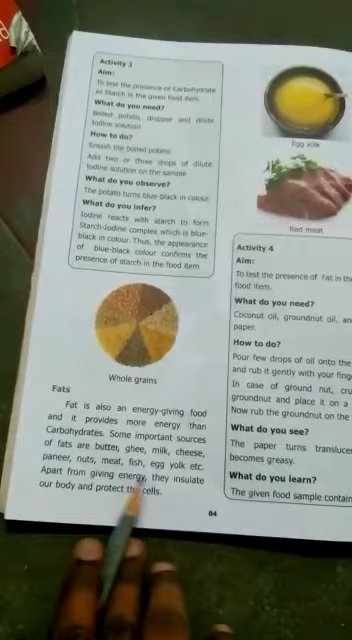 Activity 3
Aim:
To test the presence of Carbohydrate
as Starch in the given food item.
What do you need?
Boiled potato, dropper and dilute
Iodine solution
How to do?
Smash the boiled potato.
Add two or three drops of dilute
Iodine solution on the sample
What do you observe?
The potato turns blue-black in colour
What do you infer?
Iodine reacts with starch to form
Starch-Iodine complex which is blue-
black in colour. Thus, the appearance
of blue-black colour confirms the
presence of starch in the food item
Whole grains
Fats
Fat is also an energy-giving food
and it provides more energy than
Carbohydrates. Some important sources
of fats are butter, ghee, milk, cheese,
paneer, nuts, meat, fish, egg yolk etc.
Apart from giving energy, they insulate
our body and protect the cells.
Egg yolk
Red meat
Activity 4
Aim:
To test the presence of Fat in the
food item.
What do you need?
Coconut oil, groundnut oil,
paper.
How to do?
Pour few drops of oil onto the
and rub it gently with your
In case of ground nut,
groundnut and place it on a
Now rub the groundnut on the
What do you see?
The paper turns
becomes greasy.
What do you learn?
The given food sample
84